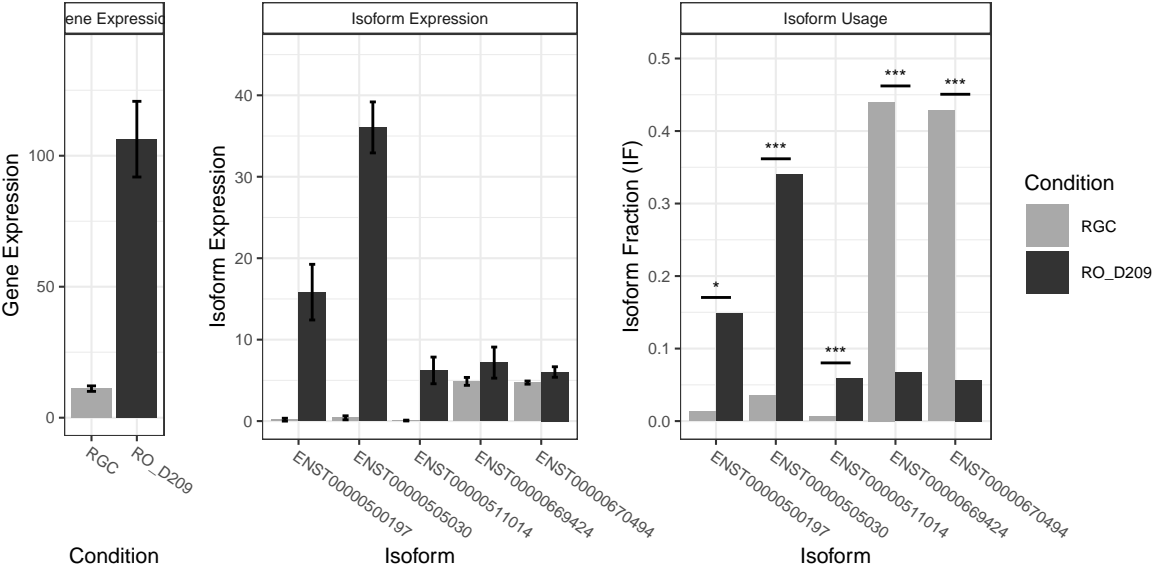 ene Expressio
Gene Expression
100
50
0
RGC
RO_D209
Condition
Isoform Expression
Isoform Expression
40
30
20
10
0
ENST00000500197
ENST00000505030
ENST00000511014
ENST00000669424
ENST00000670494
Isoform
Isoform Usage
Isoform Fraction (IF)
0.5
0.4
0.3
0.2
0.1
0.0
*
***
***
***
***
ENST00000500197
ENST00000505030
ENST00000511014
ENST00000669424
ENST00000670494
Isoform
Condition
RGC
RO_D209